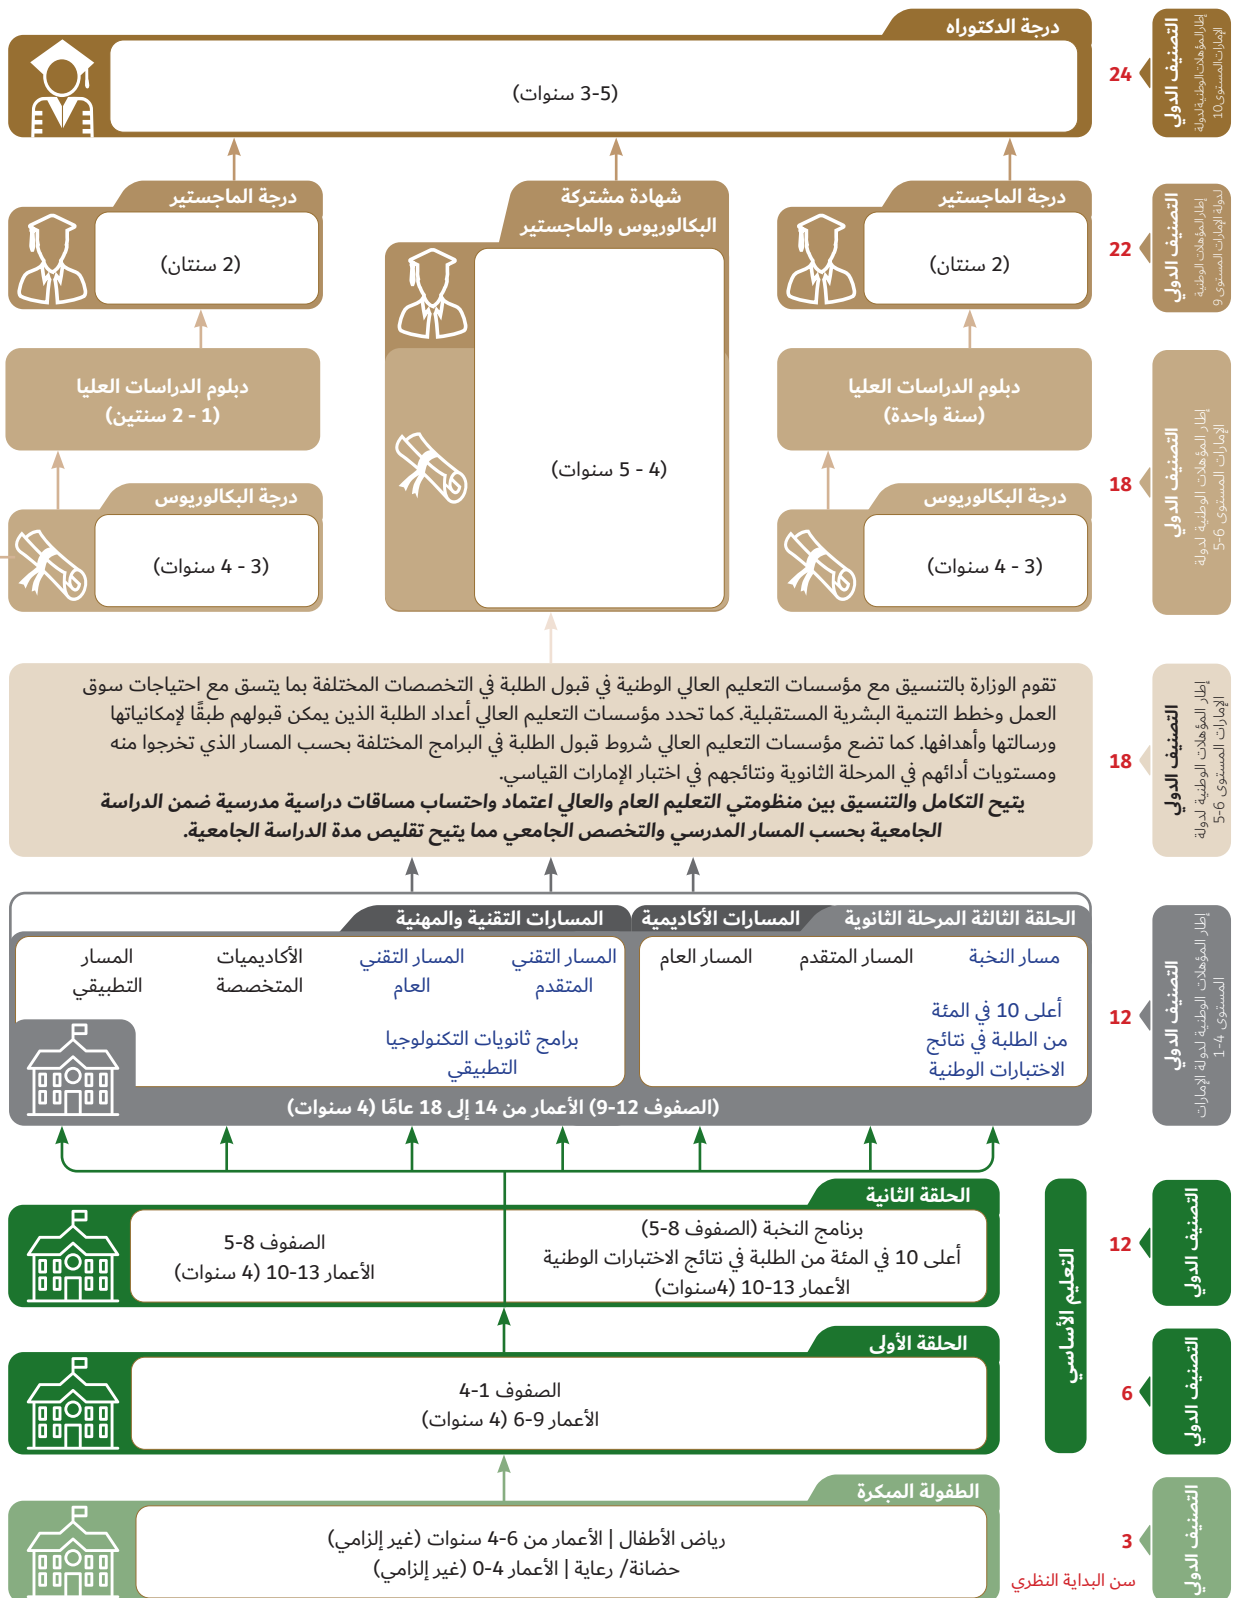 درجة الدكتوراه
(3-5 سنوات)
24
التصنيف الدولي
إطار المؤهلات الوطنية لدولة
الإمارات المستوى 10
درجة الماجستير
(2 سنتان)
شهادة مشتركة
البكالوريوس والماجستير
(4 - 5 سنوات)
درجة الماجستير
(2 سنتان)
22
التصنيف الدولي
إطار المؤهلات الوطنية
لدولة الإمارات المستوى 9
دبلوم الدراسات العليا
(سنة واحدة)
دبلوم الدراسات العليا
(1 - 2 سنتين)
درجة البكالوريوس
(3 - 4 سنوات)
درجة البكالوريوس
(3 - 4 سنوات)
18
التصنيف الدولي
إطار المؤهلات الوطنية لدولة
الإمارات المستوى 6-5
تقوم الوزارة بالتنسيق مع مؤسسات التعليم العالي الوطنية في قبول الطلبة في التخصصات المختلفة بما يتسق مع احتياجات سوق
العمل وخطط التنمية البشرية المستقبلية. كما تحدد مؤسسات التعليم العالي أعداد الطلبة الذين يمكن قبولهم طبقًا لإمكانياتها
ورسالتها وأهدافها. كما تضع مؤسسات التعليم العالي شروط قبول الطلبة في البرامج المختلفة بحسب المسار الذي تخرجوا منه
ومستويات أدائهم في المرحلة الثانوية ونتائجهم في اختبار الإمارات القياسي.
يتيح التكامل والتنسيق بين منظومتي التعليم العام والعالي اعتماد واحتساب مساقات دراسية مدرسية ضمن الدراسة
الجامعية بحسب المسار المدرسي والتخصص الجامعي مما يتيح تقليص مدة الدراسة الجامعية.
18
التصنيف الدولي
إطار المؤهلات الوطنية لدولة
الإمارات المستوى 6-5
الحلقة الثالثة المرحلة الثانوية
المسارات الأكاديمية
المسارات التقنية والمهنية
مسار النخبة
المسار المتقدم
المسار العام
أعلى 10 في المئة
من الطلبة في نتائج
الاختبارات الوطنية
المسار التقني
المتقدم
المسار التقني
العام
الأكاديميات
المتخصصة
المسار
التطبيقي
برامج ثانويات التكنولوجيا
التطبيقي
(الصفوف 12-9) الأعمار من 14 إلى 18 عامًا (4 سنوات)
12
التصنيف الدولي
إطار المؤهلات الوطنية لدولة الإمارات
المستوى 4-1
الحلقة الثانية
برنامج النخبة (الصفوف 8-5)
أعلى 10 في المئة من الطلبة في نتائج الاختبارات الوطنية
الأعمار 13-10 (4سنوات)
الصفوف 8-5
الأعمار 13-10 (4 سنوات)
التعليم الأساسي
12
التصنيف الدولي
الحلقة الأولى
الصفوف 1-4
الأعمار 9-6 (4 سنوات)
6
التصنيف الدولي
الطفولة المبكرة
رياض الأطفال | الأعمار من 6-4 سنوات (غير إلزامي)
حضانة/ رعاية | الأعمار 4-0 (غير إلزامي)
3
سن البداية النظري
التصنيف الدولي